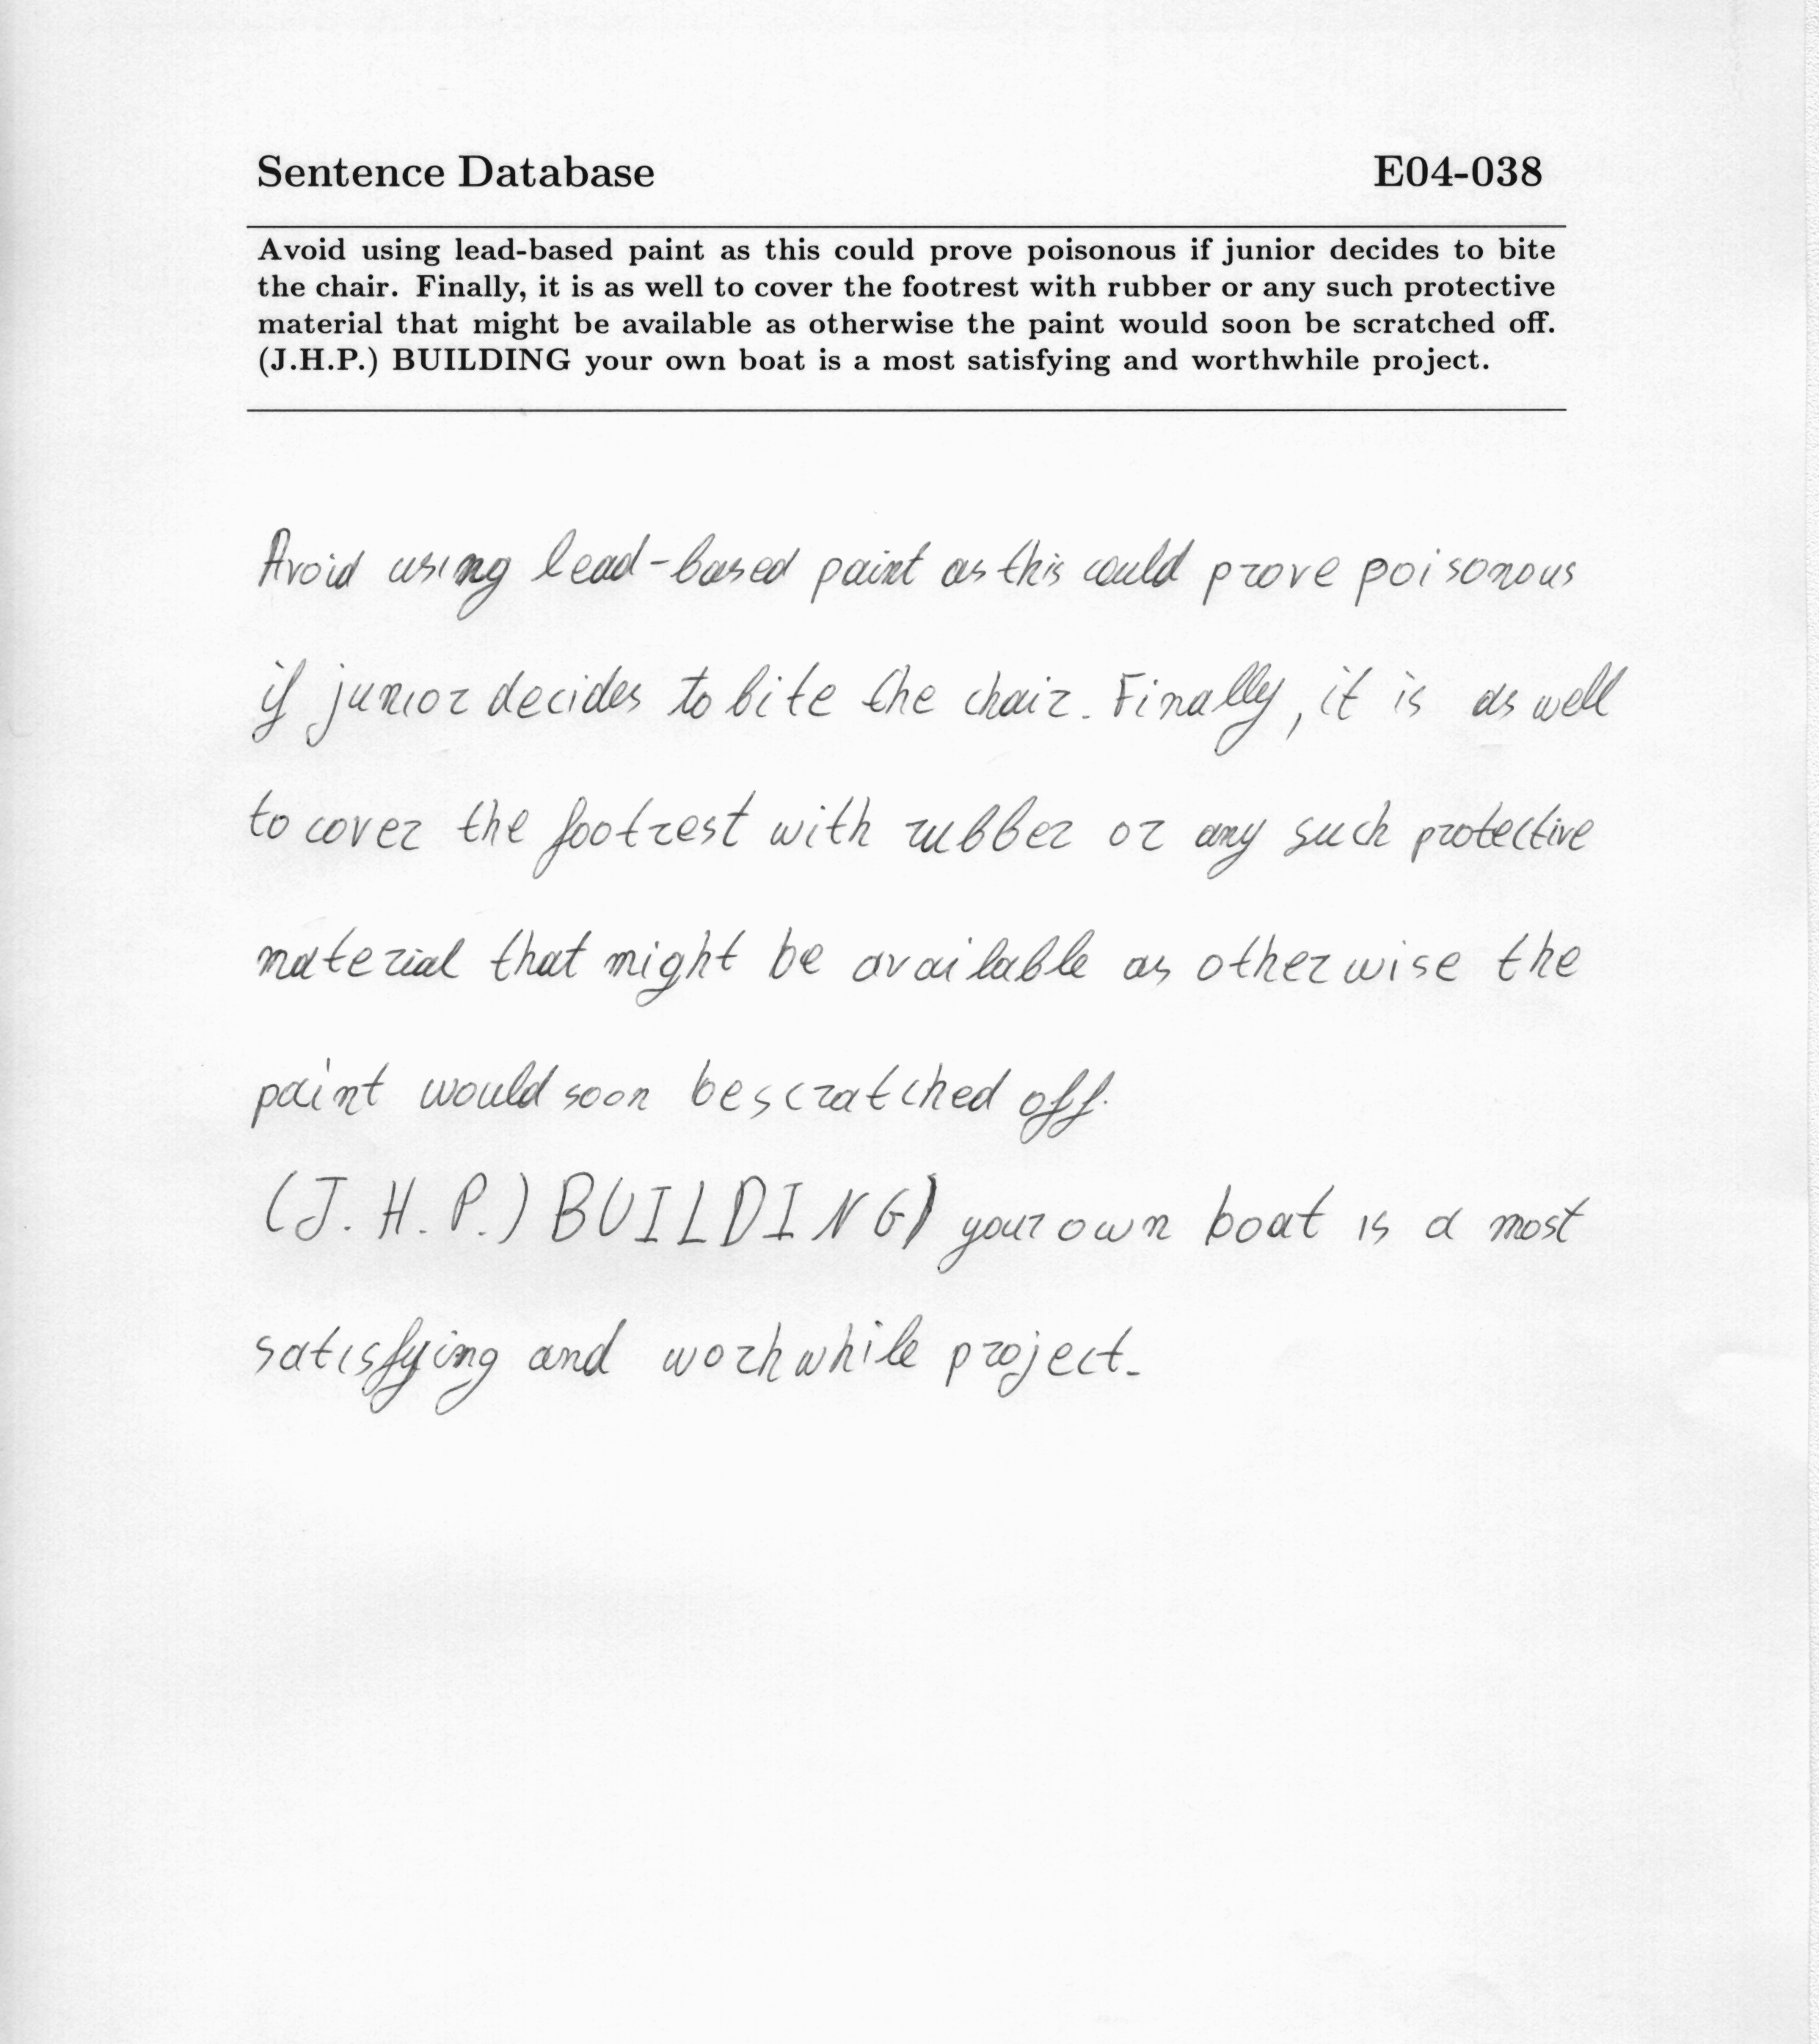 Sentence Database E04-038
Avoid using lead-based paint as this could prove poisonous if junior decides to bite
the chair. Finally, it is as well to cover the footrest with rubber or any such protective
material that might be available as otherwise the paint would soon be scratched off.
(J.H.P.) BUILDING your own boat is a most satisfying and worthwhile project.
Avoid using lead-based paint as this could prove poisonous
if junior decides to bite the chair. Finally, it is as well
to cover the footrest with rubber or any such protective
material that might be available as otherwise the
paint would soon be scratched off.
(J.H.P.) BUILDING) your own boat is a most
satisfying and worhwhile project.